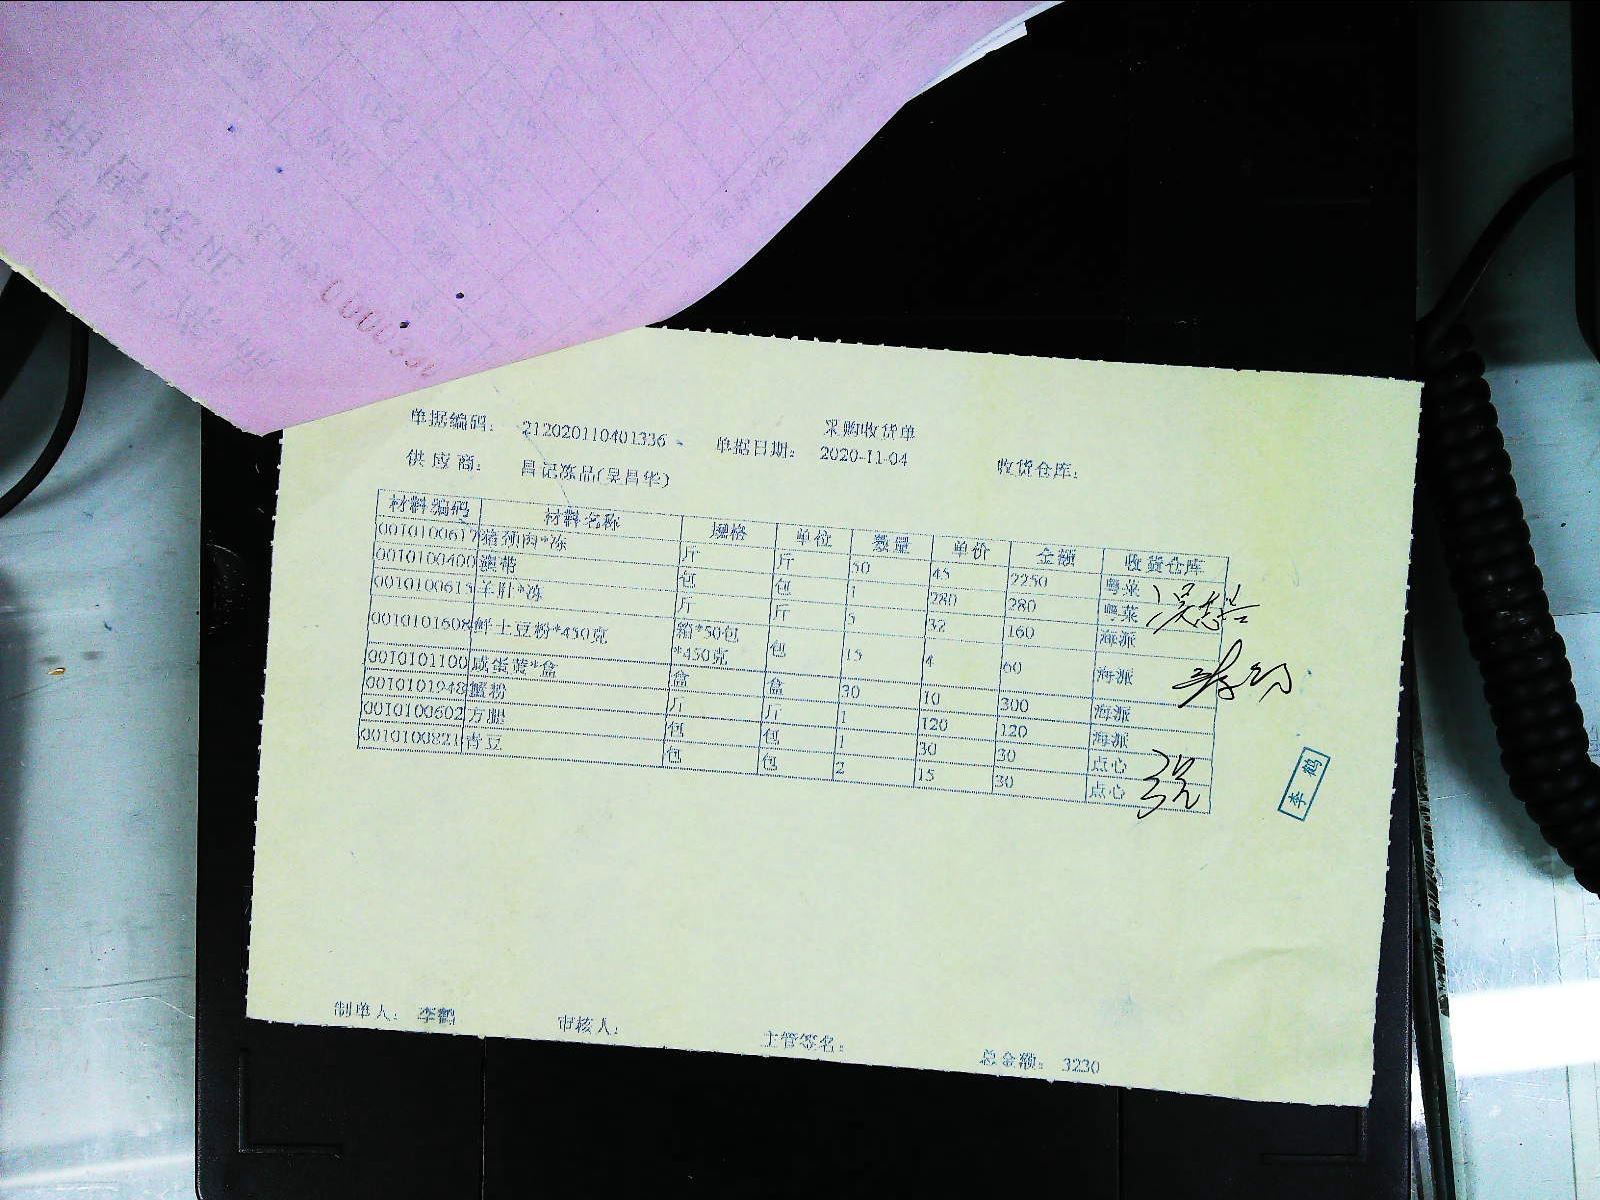 采购收货单
单据编码： 212020110401336 单据日期： 2020-11-04 收货仓库：
供应商： 昌记冻品(吴昌华)
材料编码 材料名称 规格 单位 数量 单价 金额 收货仓库
0010100617 猪颈肉*冻 斤 斤 50 45 2250 粤菜
0010100400 澳带 包 包 1 280 280 粤菜
0010100615 羊肚*冻 斤 斤 5 32 160 海派
0010101608 鲜土豆粉*450克 箱*50包*450克 包 15 4 60 海派
0010101100 咸蛋黄*盒 盒 盒 30 10 300 海派
0010101948 蟹粉 斤 斤 1 120 120 海派
0010100602 方腿 包 包 1 30 30 点心
0010100821 青豆 包 包 2 15 30 点心
李鹤
制单人： 李鹤 审核人： 主管签名： 总金额： 3230